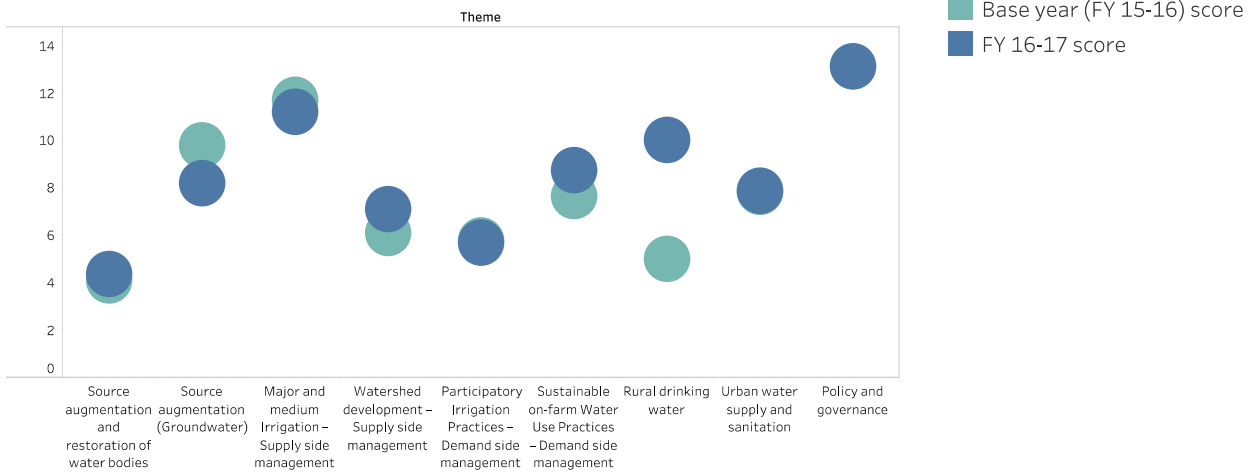 Theme
Base year (FY 15-16) score
FY 16-17 score
14
12
10
8
6
4
2
0
Source
augmentation
and
restoration of
water bodies
Source
augmentation
(Groundwater)
Major and
medium
Irrigation –
Supply side
management
Watershed
development –
Supply side
management
Participatory
Irrigation
Practices –
Demand side
management
Sustainable
on-farm Water
Use Practices
– Demand side
management
Rural drinking
water
Urban water
supply and
sanitation
Policy and
governance